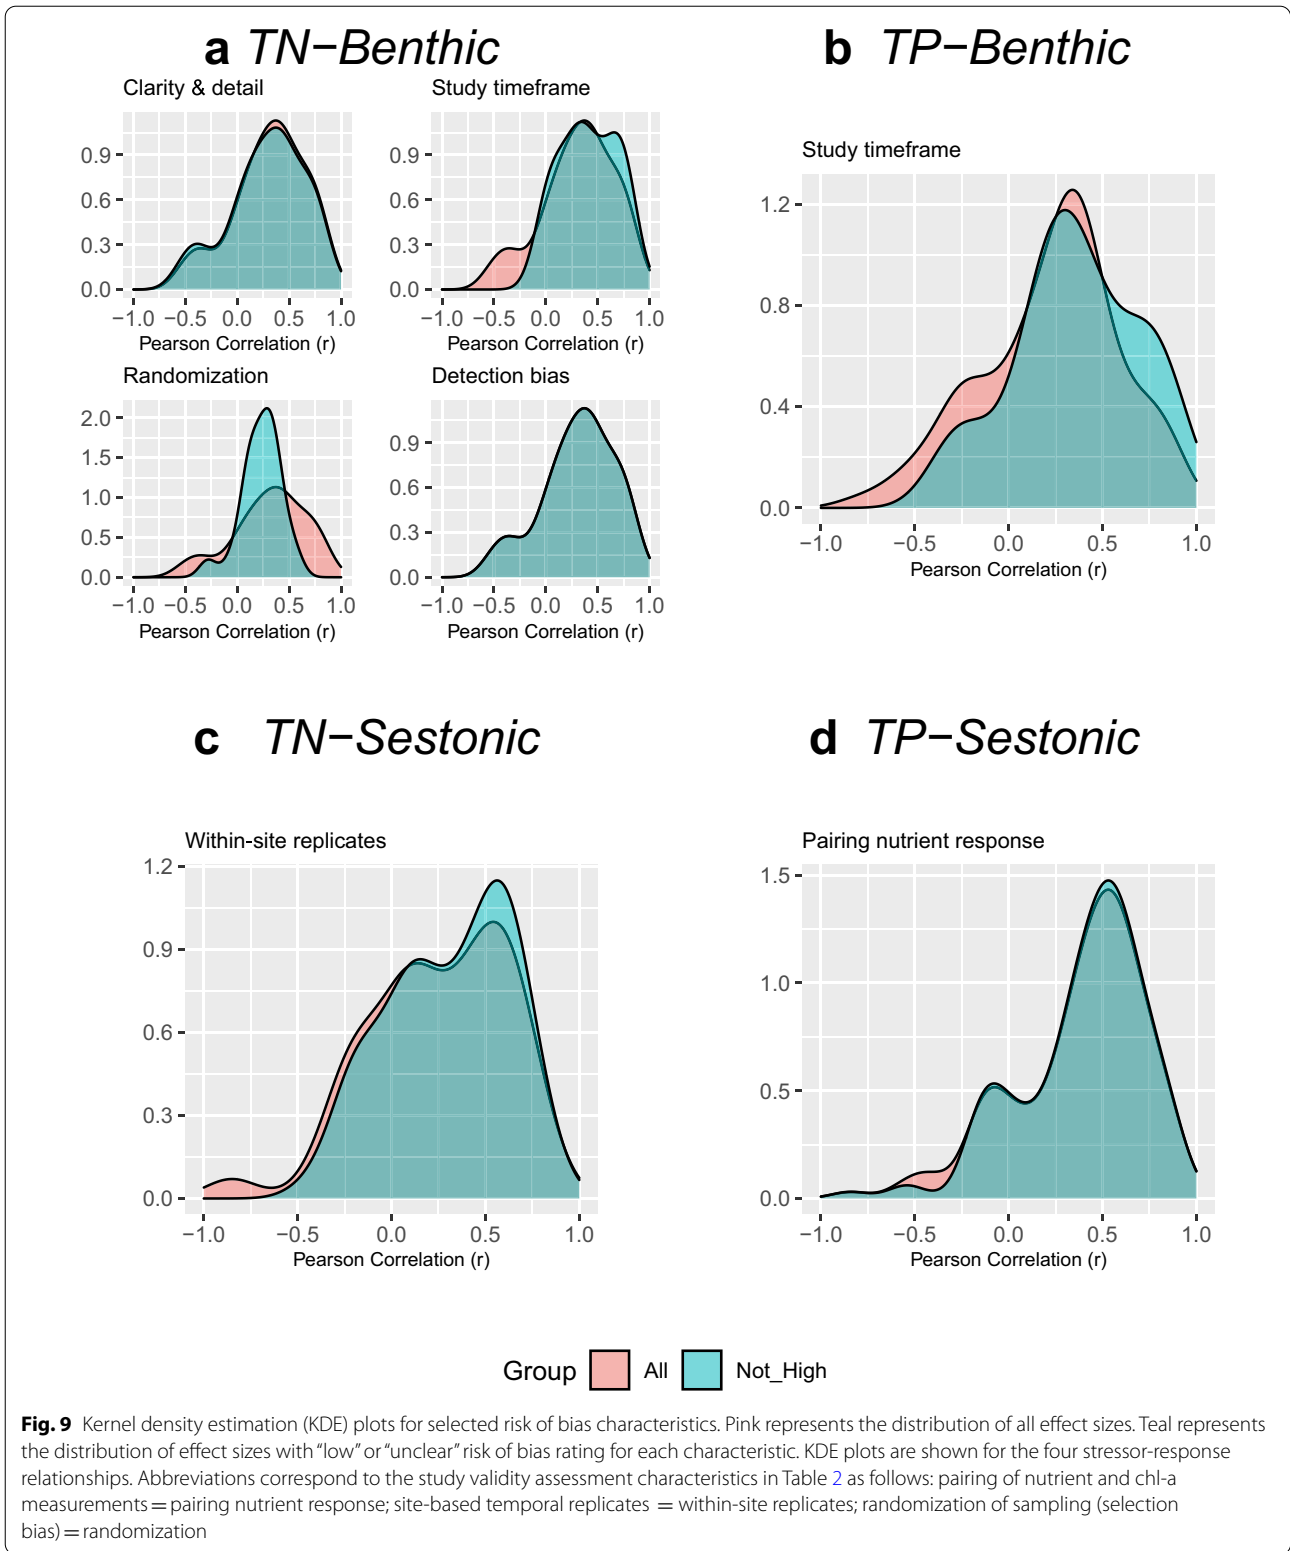 a TN−Benthic
Clarity & detail
0.9
0.6
0.3
0.0
−1.0 −0.5 0.0 0.5 1.0
Pearson Correlation (r)
Study timeframe
0.9
0.6
0.3
0.0
−1.0 −0.5 0.0 0.5 1.0
Pearson Correlation (r)
Randomization
2.0
1.5
1.0
0.5
0.0
−1.0 −0.5 0.0 0.5 1.0
Pearson Correlation (r)
Detection bias
0.9
0.6
0.3
0.0
−1.0 −0.5 0.0 0.5 1.0
Pearson Correlation (r)
b TP−Benthic
Study timeframe
1.2
0.8
0.4
0.0
−1.0 −0.5 0.0 0.5 1.0
Pearson Correlation (r)
c TN−Sestonic
Within-site replicates
1.2
0.9
0.6
0.3
0.0
−1.0 −0.5 0.0 0.5 1.0
Pearson Correlation (r)
d TP−Sestonic
Pairing nutrient response
1.5
1.0
0.5
0.0
−1.0 −0.5 0.0 0.5 1.0
Pearson Correlation (r)
Group All Not_High
Fig. 9 Kernel density estimation (KDE) plots for selected risk of bias characteristics. Pink represents the distribution of all effect sizes. Teal represents
the distribution of effect sizes with “low” or “unclear” risk of bias rating for each characteristic. KDE plots are shown for the four stressor-response
relationships. Abbreviations correspond to the study validity assessment characteristics in Table 2 as follows: pairing of nutrient and chl-a
measurements = pairing nutrient response; site-based temporal replicates = within-site replicates; randomization of sampling (selection
bias) = randomization